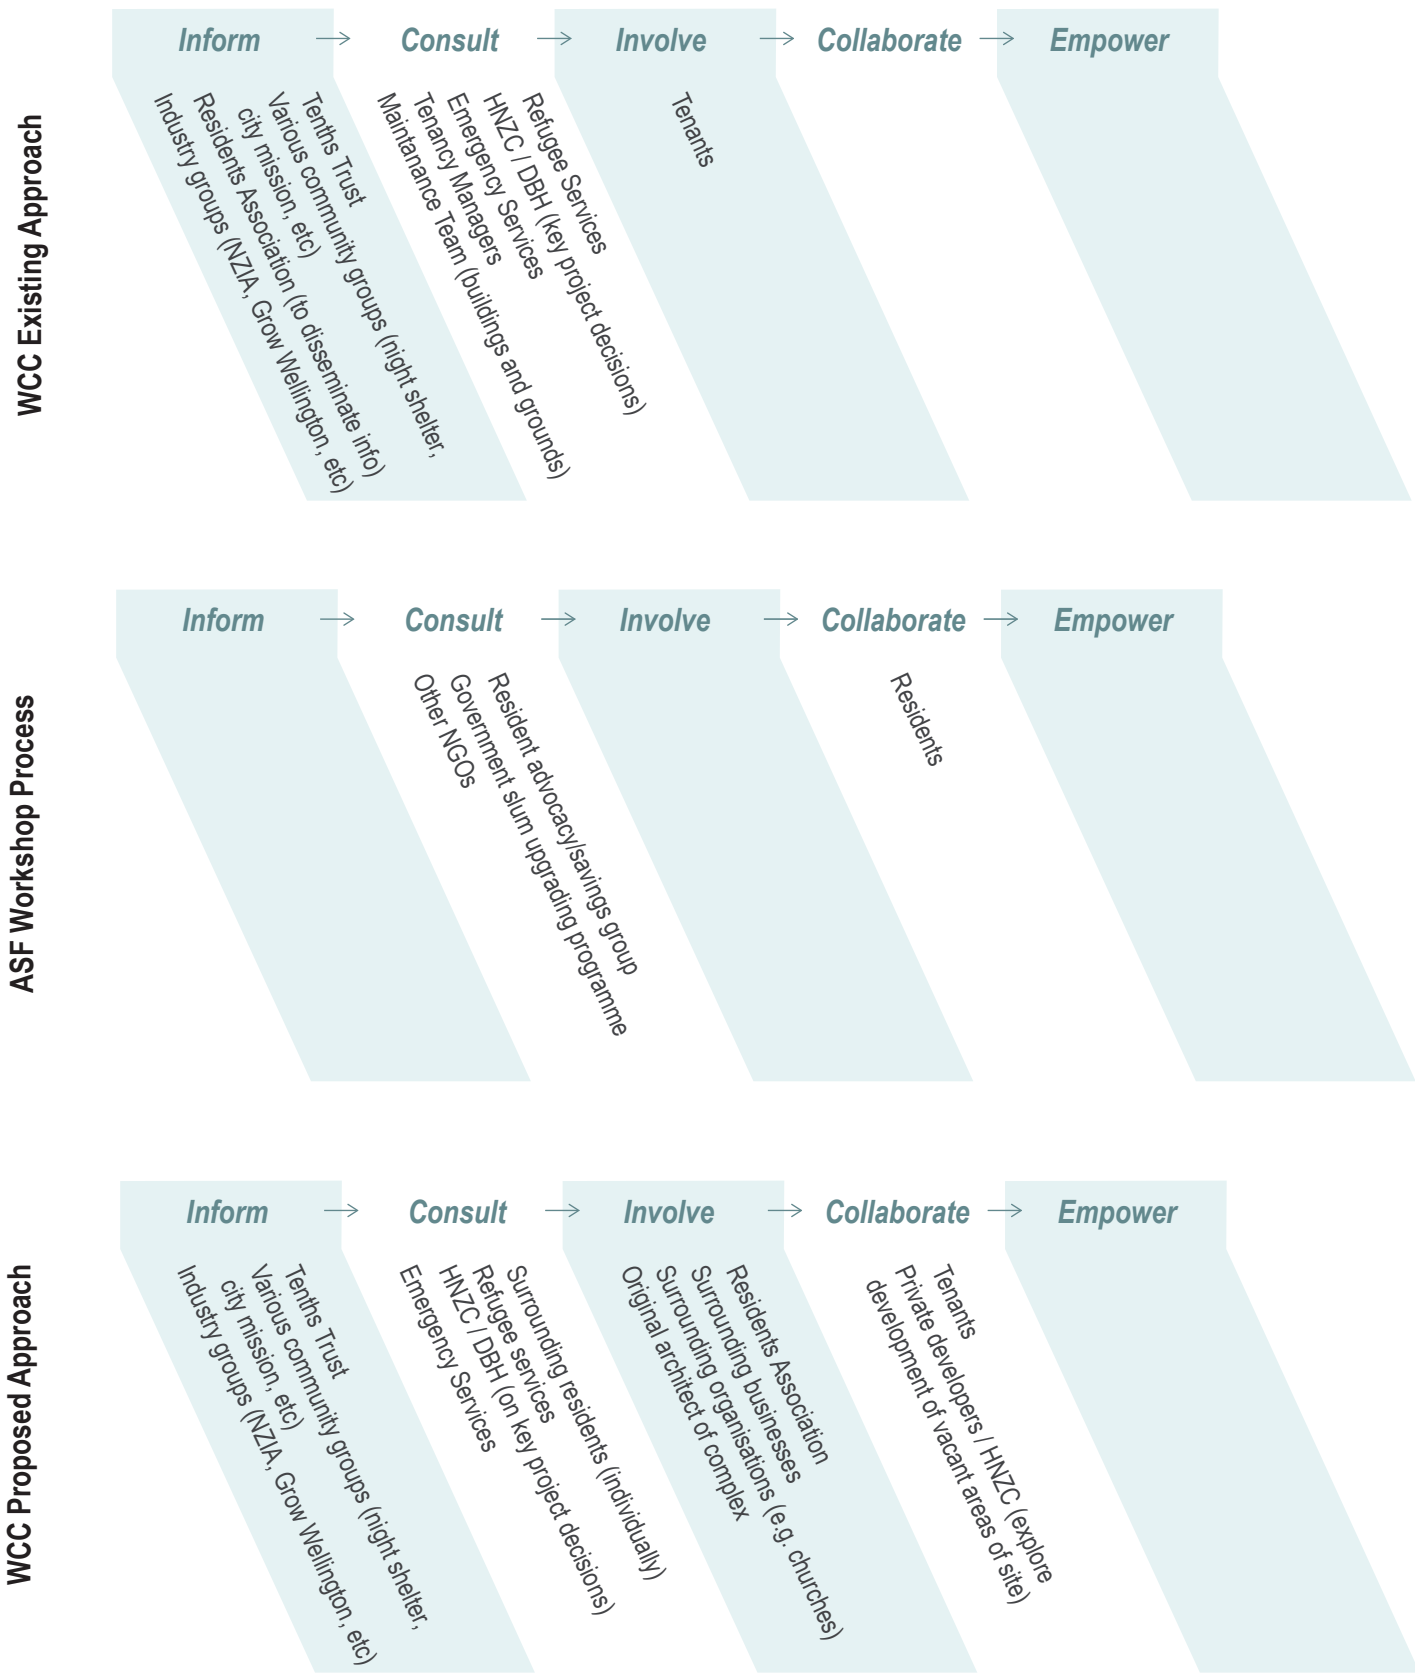 WCC Existing Approach
Inform → Consult → Involve → Collaborate → Empower
Tenths Trust
Various community groups (night shelter,
city mission, etc)
Residents Association (to disseminate info)
Industry groups (NZIA, Grow Wellington, etc)
Refugee Services
HNZC / DBH (key project decisions)
Emergency Services
Tenancy Managers
Maintanance Team (buildings and grounds)
Tenants
ASF Workshop Process
Inform → Consult → Involve → Collaborate → Empower
Resident advocacy/savings group
Government slum upgrading programme
Other NGOs
Residents
WCC Proposed Approach
Inform → Consult → Involve → Collaborate → Empower
Tenths Trust
Various community groups (night shelter,
city mission, etc)
Industry groups (NZIA, Grow Wellington, etc)
Surrounding residents (individually)
Refugee services
HNZC / DBH (on key project decisions)
Emergency Services
Residents Association
Surrounding businesses
Surrounding organisations (e.g. churches)
Original architect of complex
Tenants
Private developers / HNZC (explore
development of vacant areas of site)